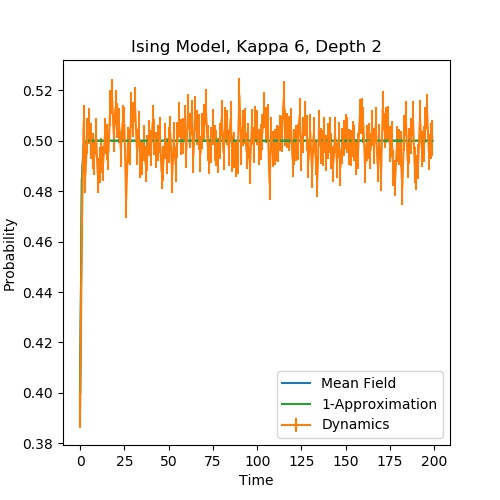 Ising Model, Kappa 6, Depth 2
0.52
0.50
0.48
0.46
0.44
0.42
0.40
0.38
Probability
0
25
50
75
100
125
150
175
200
Time
Mean Field
1-Approximation
Dynamics